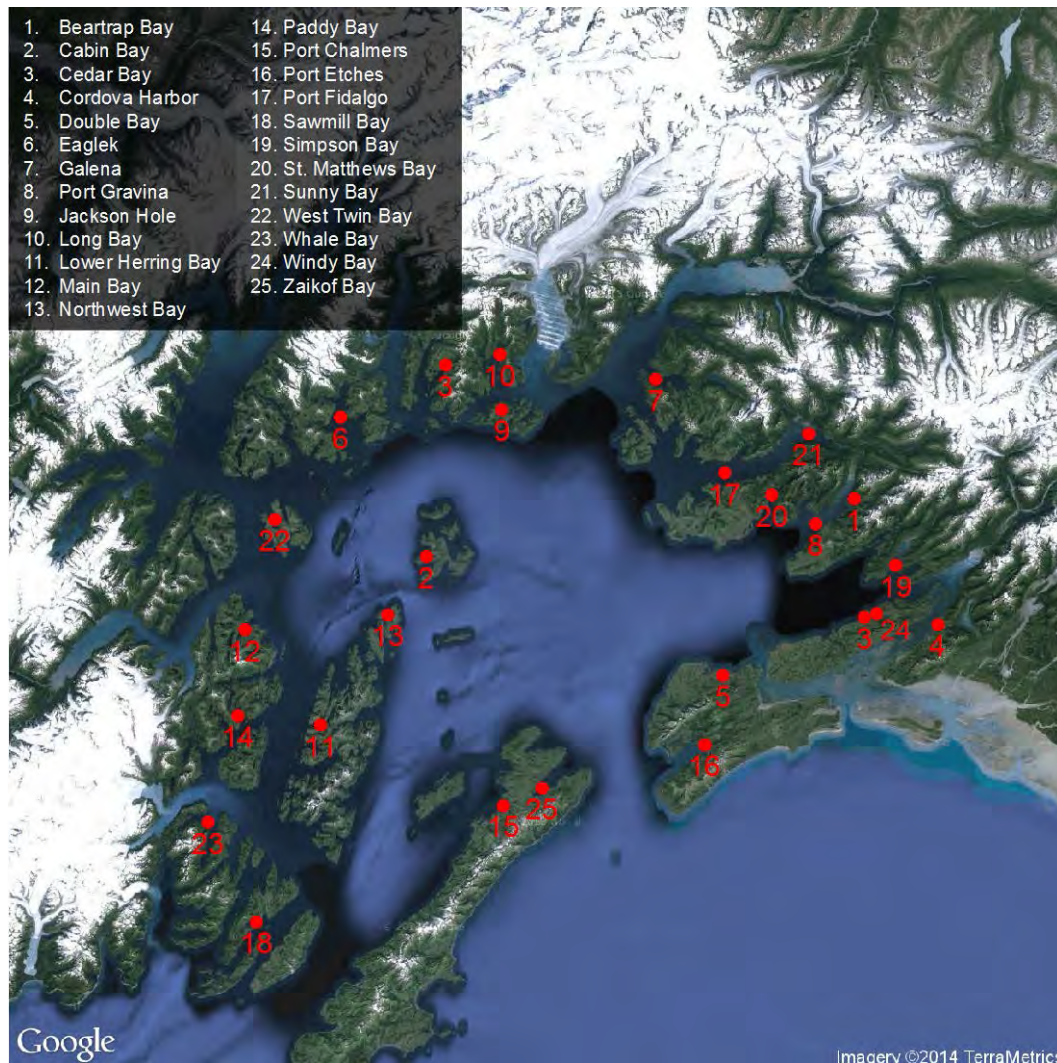 1. Beartrap Bay
2. Cabin Bay
3. Cedar Bay
4. Cordova Harbor
5. Double Bay
6. Eaglek
7. Galena
8. Port Gravina
9. Jackson Hole
10. Long Bay
11. Lower Herring Bay
12. Main Bay
13. Northwest Bay
14. Paddy Bay
15. Port Chalmers
16. Port Etches
17. Port Fidalgo
18. Sawmill Bay
19. Simpson Bay
20. St. Matthews Bay
21. Sunny Bay
22. West Twin Bay
23. Whale Bay
24. Windy Bay
25. Zaikof Bay
3
10
7
9
6
21
17
20
1
22
8
2
19
13
3
24
4
12
5
14
11
16
25
15
23
18
Google
Imagery ©2014 TerraMetrics